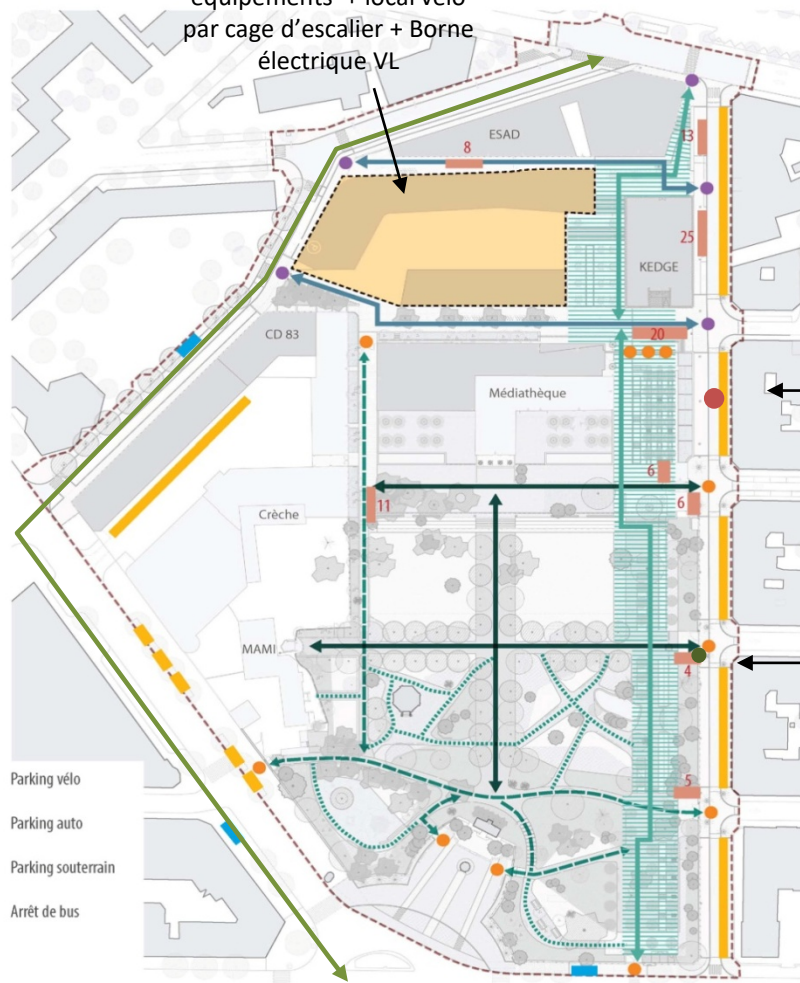 équipements + local vélo
par cage d'escalier + Borne
électrique VL
ESAD
13
8
25
KEDGE
CD 83
20
Médiathèque
6
11
6
Crèche
MAMI
4
5
Parking vélo
Parking auto
Parking souterrain
Arrêt de bus